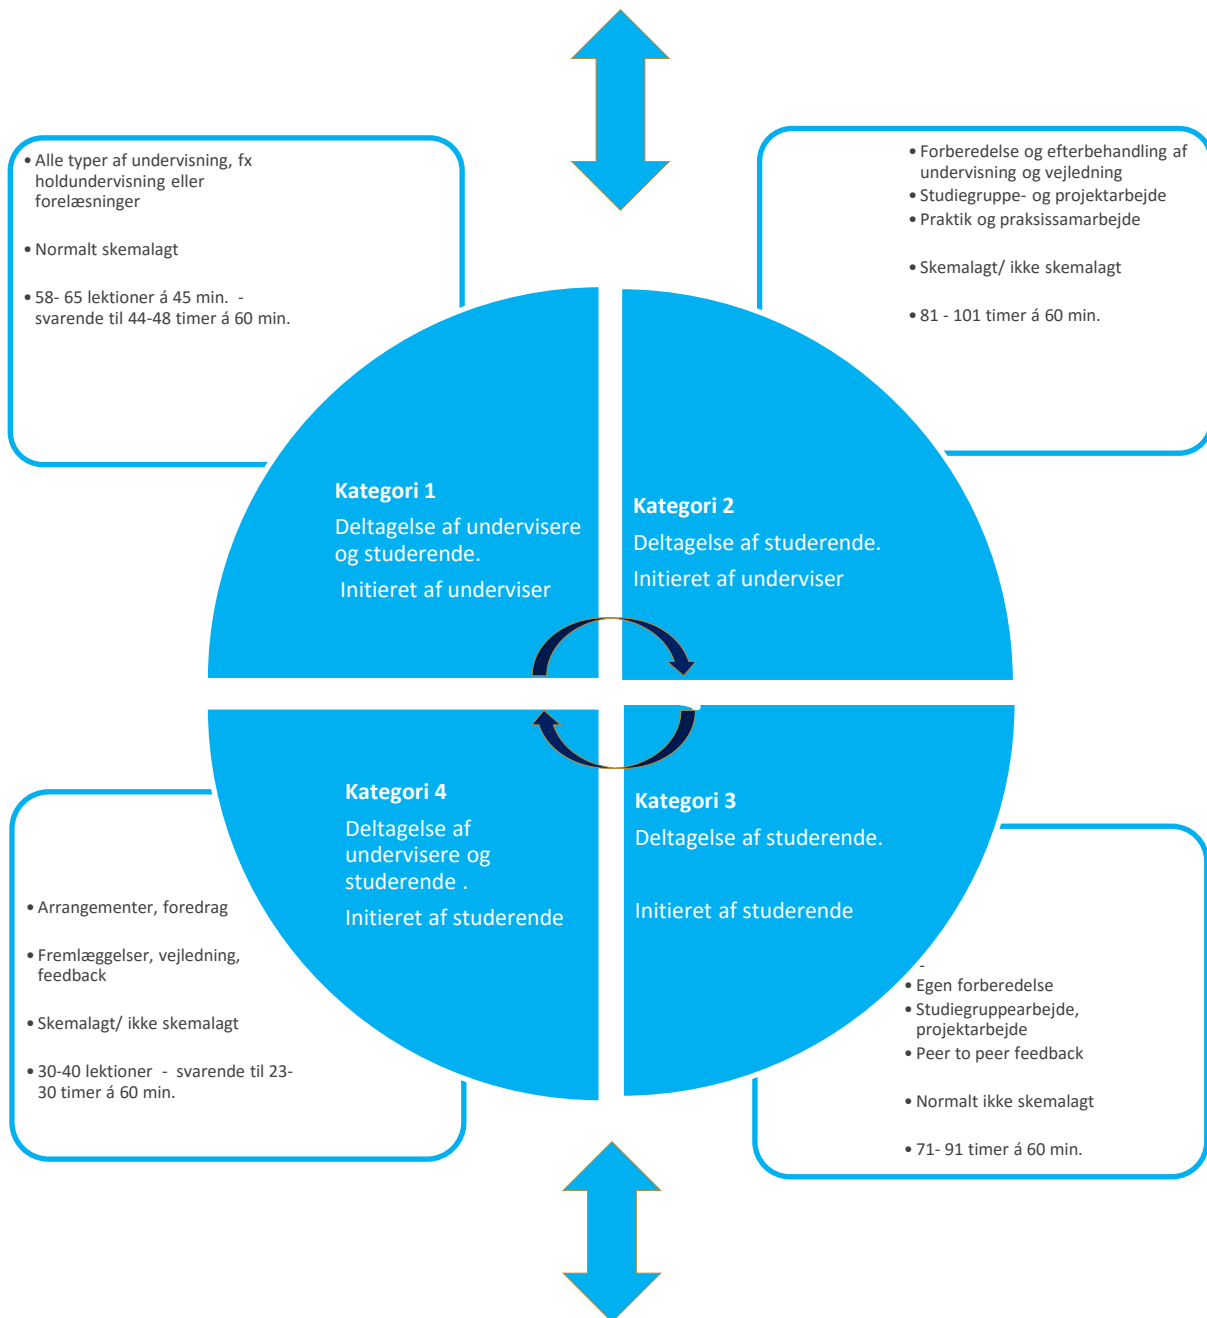 • Alle typer af undervisning, fx
holdundervisning eller
forelæsninger
• Normalt skemalagt
• 58- 65 lektioner á 45 min. -
svarende til 44-48 timer á 60 min.
• Forberedelse og efterbehandling af
undervisning og vejledning
• Studiegruppe- og projektarbejde
• Praktik og praksissamarbejde
• Skemalagt/ ikke skemalagt
• 81 - 101 timer á 60 min.
Kategori 1
Deltagelse af undervisere
og studerende.
Initieret af underviser
Kategori 2
Deltagelse af studerende.
Initieret af underviser
Kategori 4
Deltagelse af
undervisere og
studerende .
Initieret af studerende
Kategori 3
Deltagelse af studerende.
Initieret af studerende
• Arrangementer, foredrag
• Fremlæggelser, vejledning,
feedback
• Skemalagt/ ikke skemalagt
• 30-40 lektioner - svarende til 23-
30 timer á 60 min.
-
• Egen forberedelse
• Studiegruppearbejde,
projektarbejde
• Peer to peer feedback
• Normalt ikke skemalagt
• 71- 91 timer á 60 min.